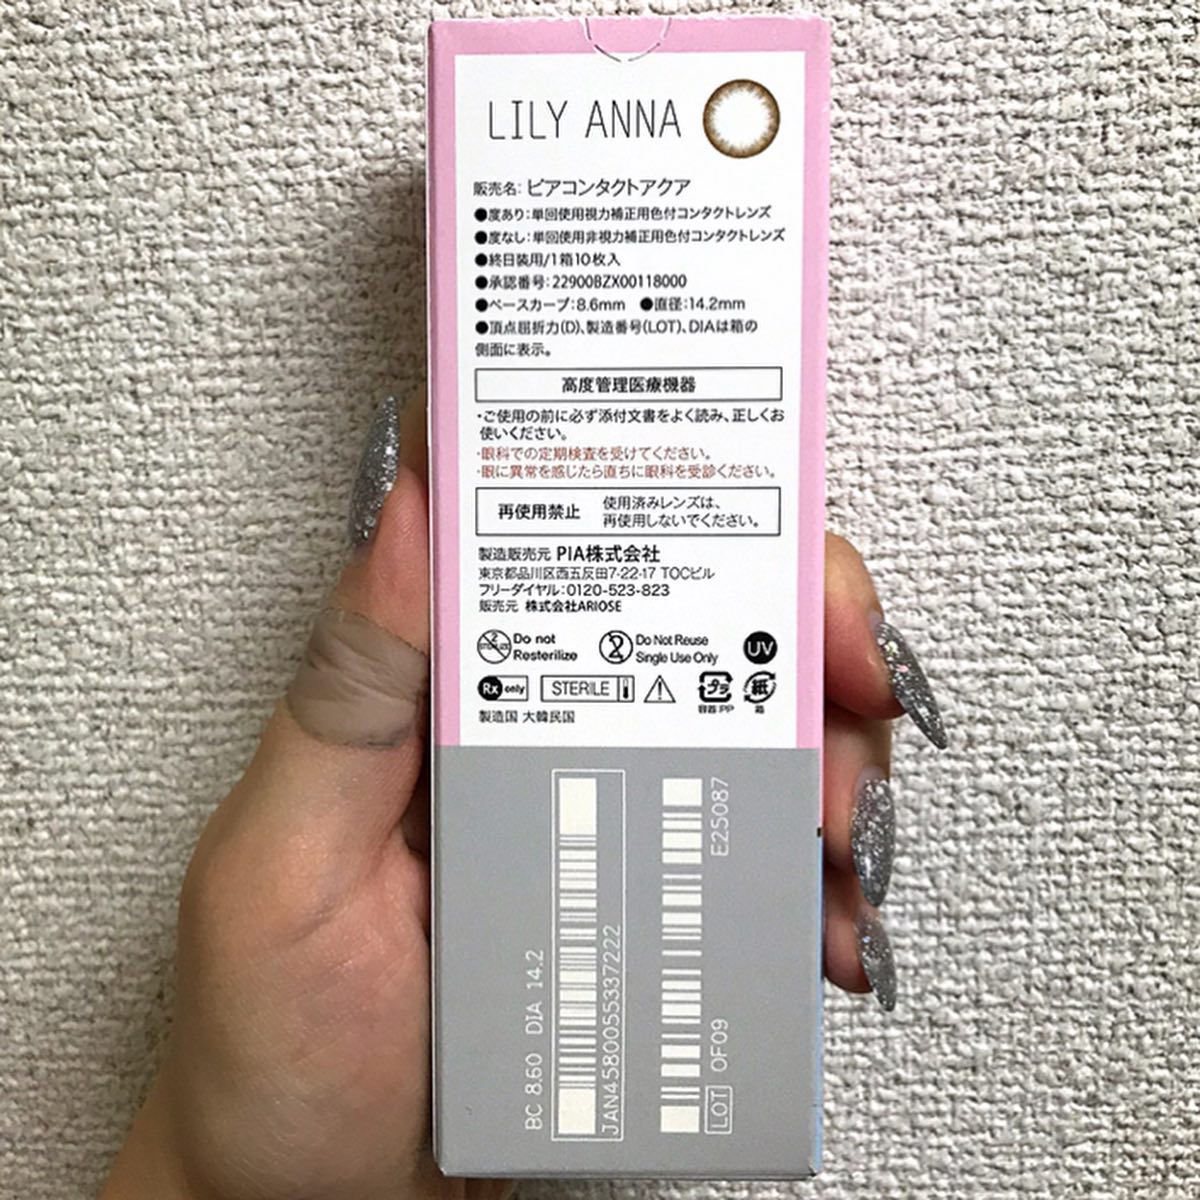 LILY ANNA
販売名: ピアコンタクトアクア
●度あり:単回使用視力補正用色付コンタクトレンズ
●度なし:単回使用非視力補正用色付コンタクトレンズ
●終日装用/1箱10枚入
●承認番号:22900BZX00118000
●ベースカーブ:8.6mm ●直径:14.2mm
●頂点屈折力(D)、製造番号(LOT)、DIAは箱の
側面に表示。
高度管理医療機器
・ご使用の前に必ず添付文書をよく読み、正しくお
使いください。
・眼科での定期検査を受けてください。
・眼に異常を感じたら直ちに眼科を受診ください。
再使用禁止 使用済みレンズは、
再使用しないでください。
製造販売元 PIA株式会社
東京都品川区西五反田7-22-17 TOCビル
フリーダイヤル:0120-523-823
販売元 株式会社ARIOSE
2 STERILIZE Do not Resterilize
2 Do Not Reuse Single Use Only
UV
Rx only STERILE プラ 容器:PP 紙 箱
製造国 大韓民国
BC 8.60 DIA 14.2
JAN4580055337222
LOT OF09 E25087